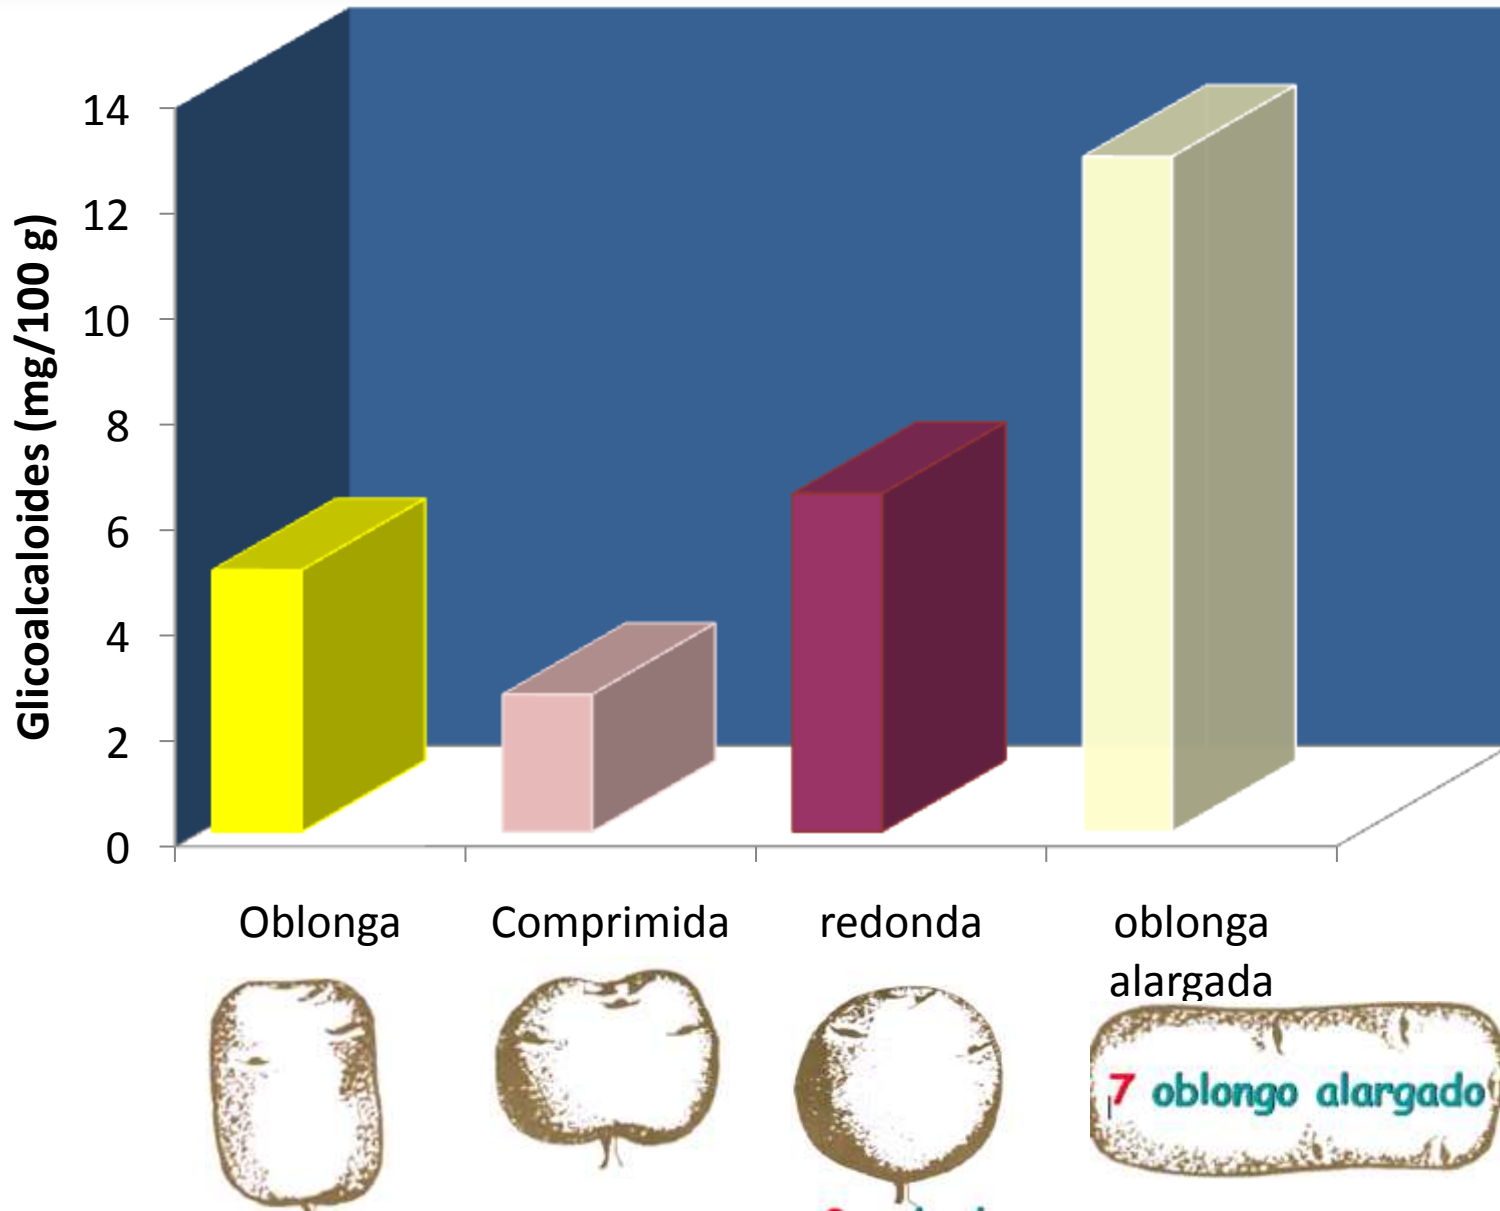 Glicoalcaloides (mg/100 g)
14
12
10
8
6
4
2
0
Oblonga
Comprimida
redonda
oblonga
alargada
7 oblongo alargado